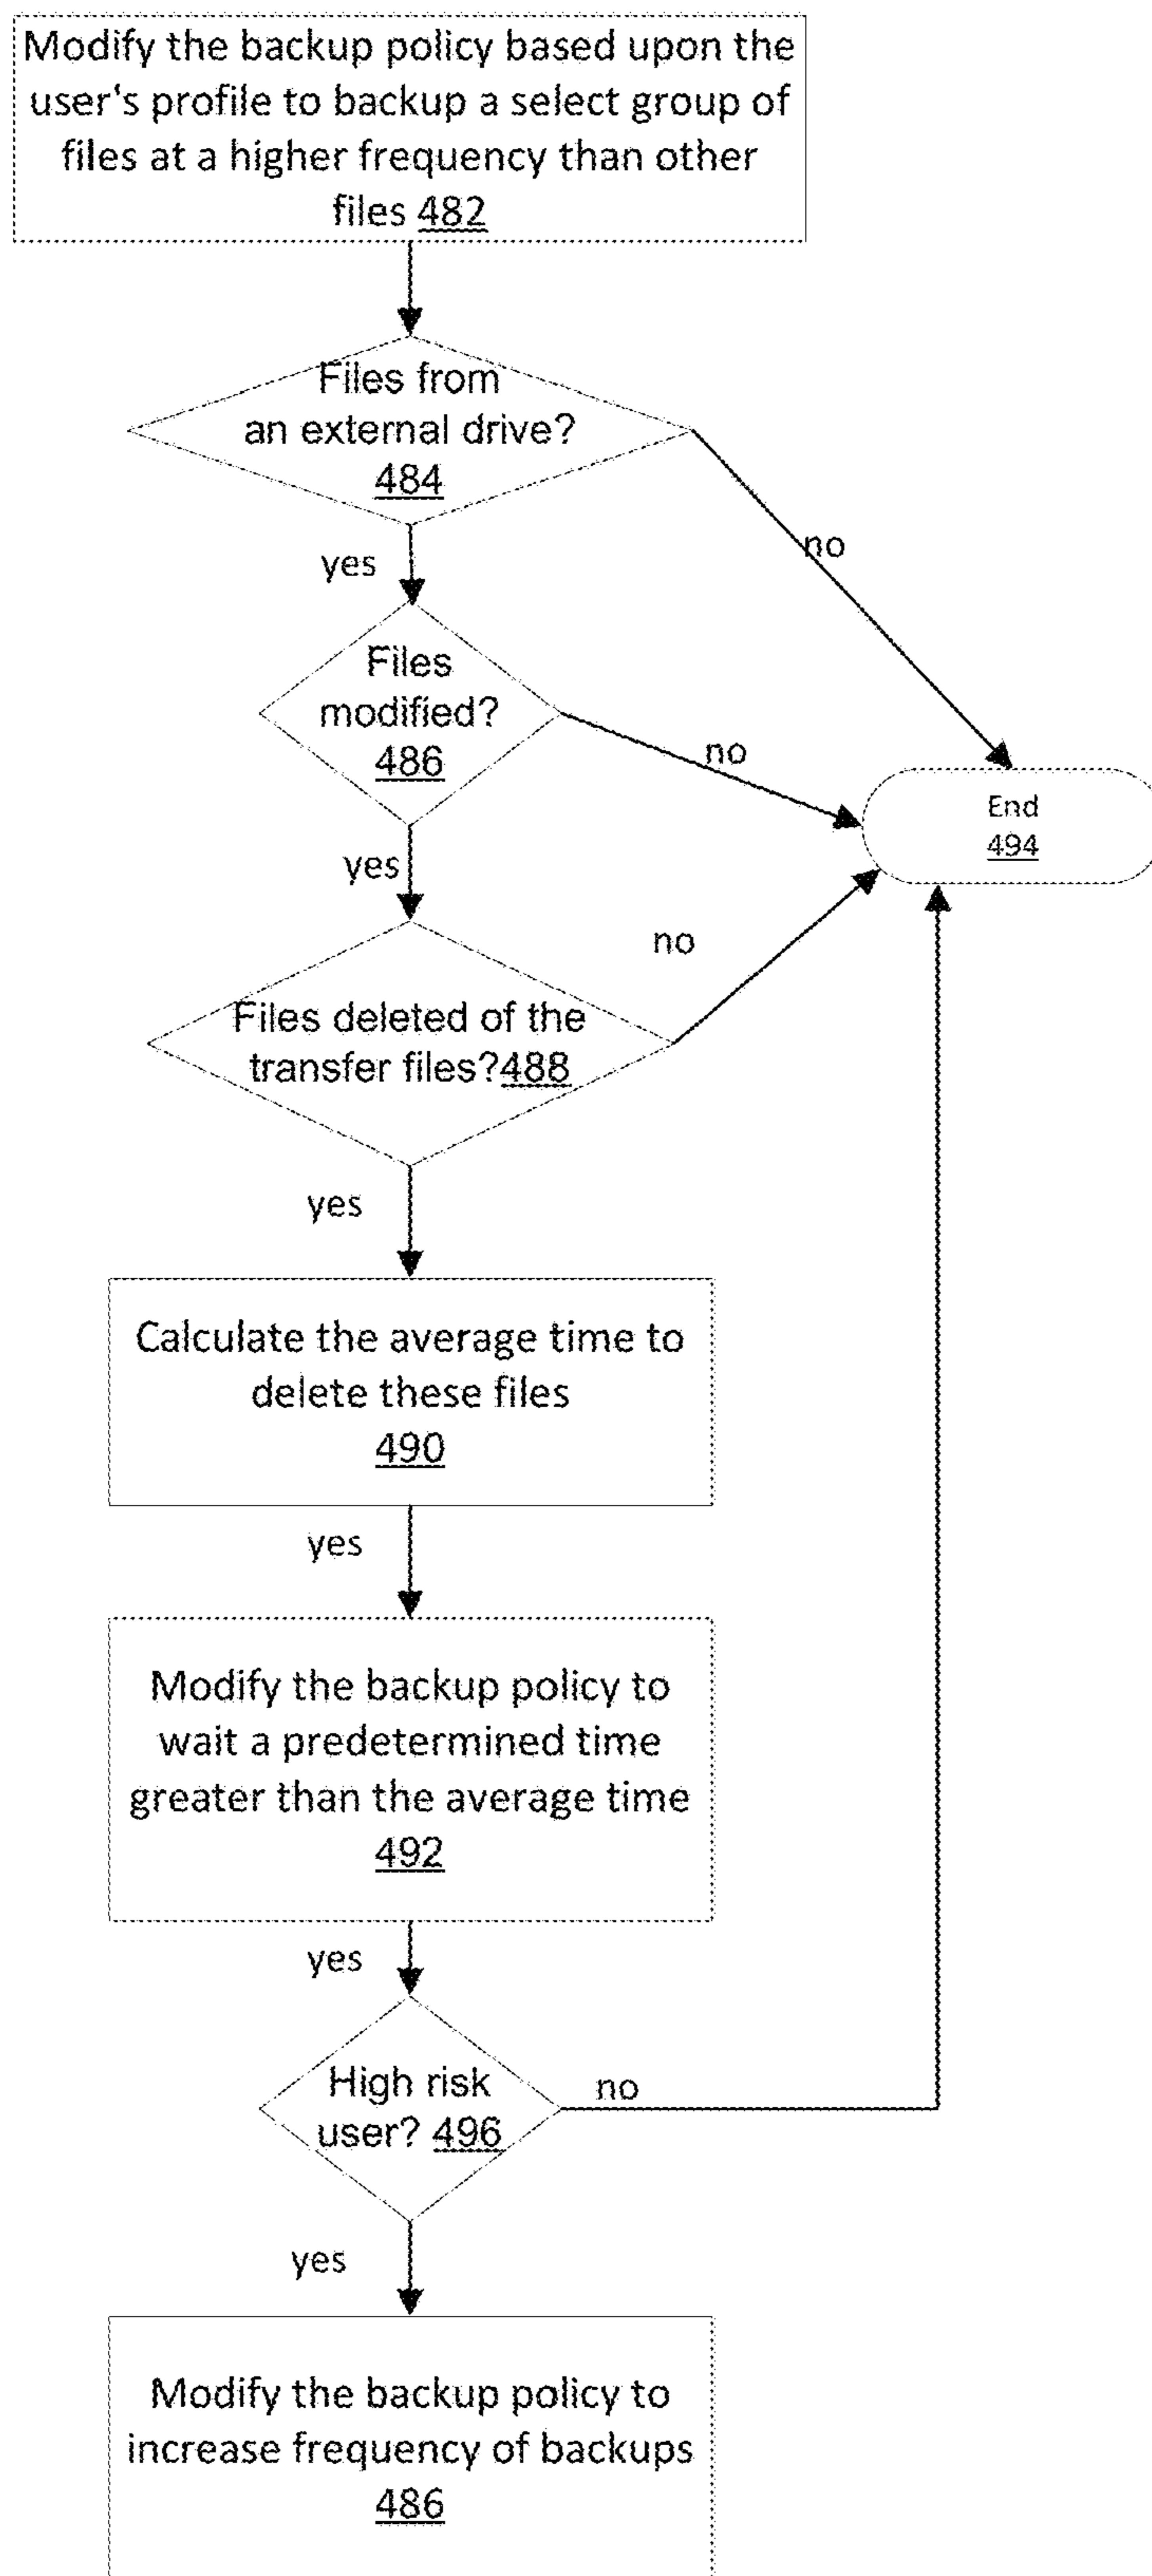 Modify the backup policy based upon the
user's profile to backup a select group of
files at a higher frequency than other
files 482
Files from
an external drive?
484
no
yes
Files
modified?
486
no
End
494
yes
no
Files deleted of the
transfer files?488
yes
Calculate the average time to
delete these files
490
yes
Modify the backup policy to
wait a predetermined time
greater than the average time
492
yes
High risk
user? 496
no
yes
Modify the backup policy to
increase frequency of backups
486